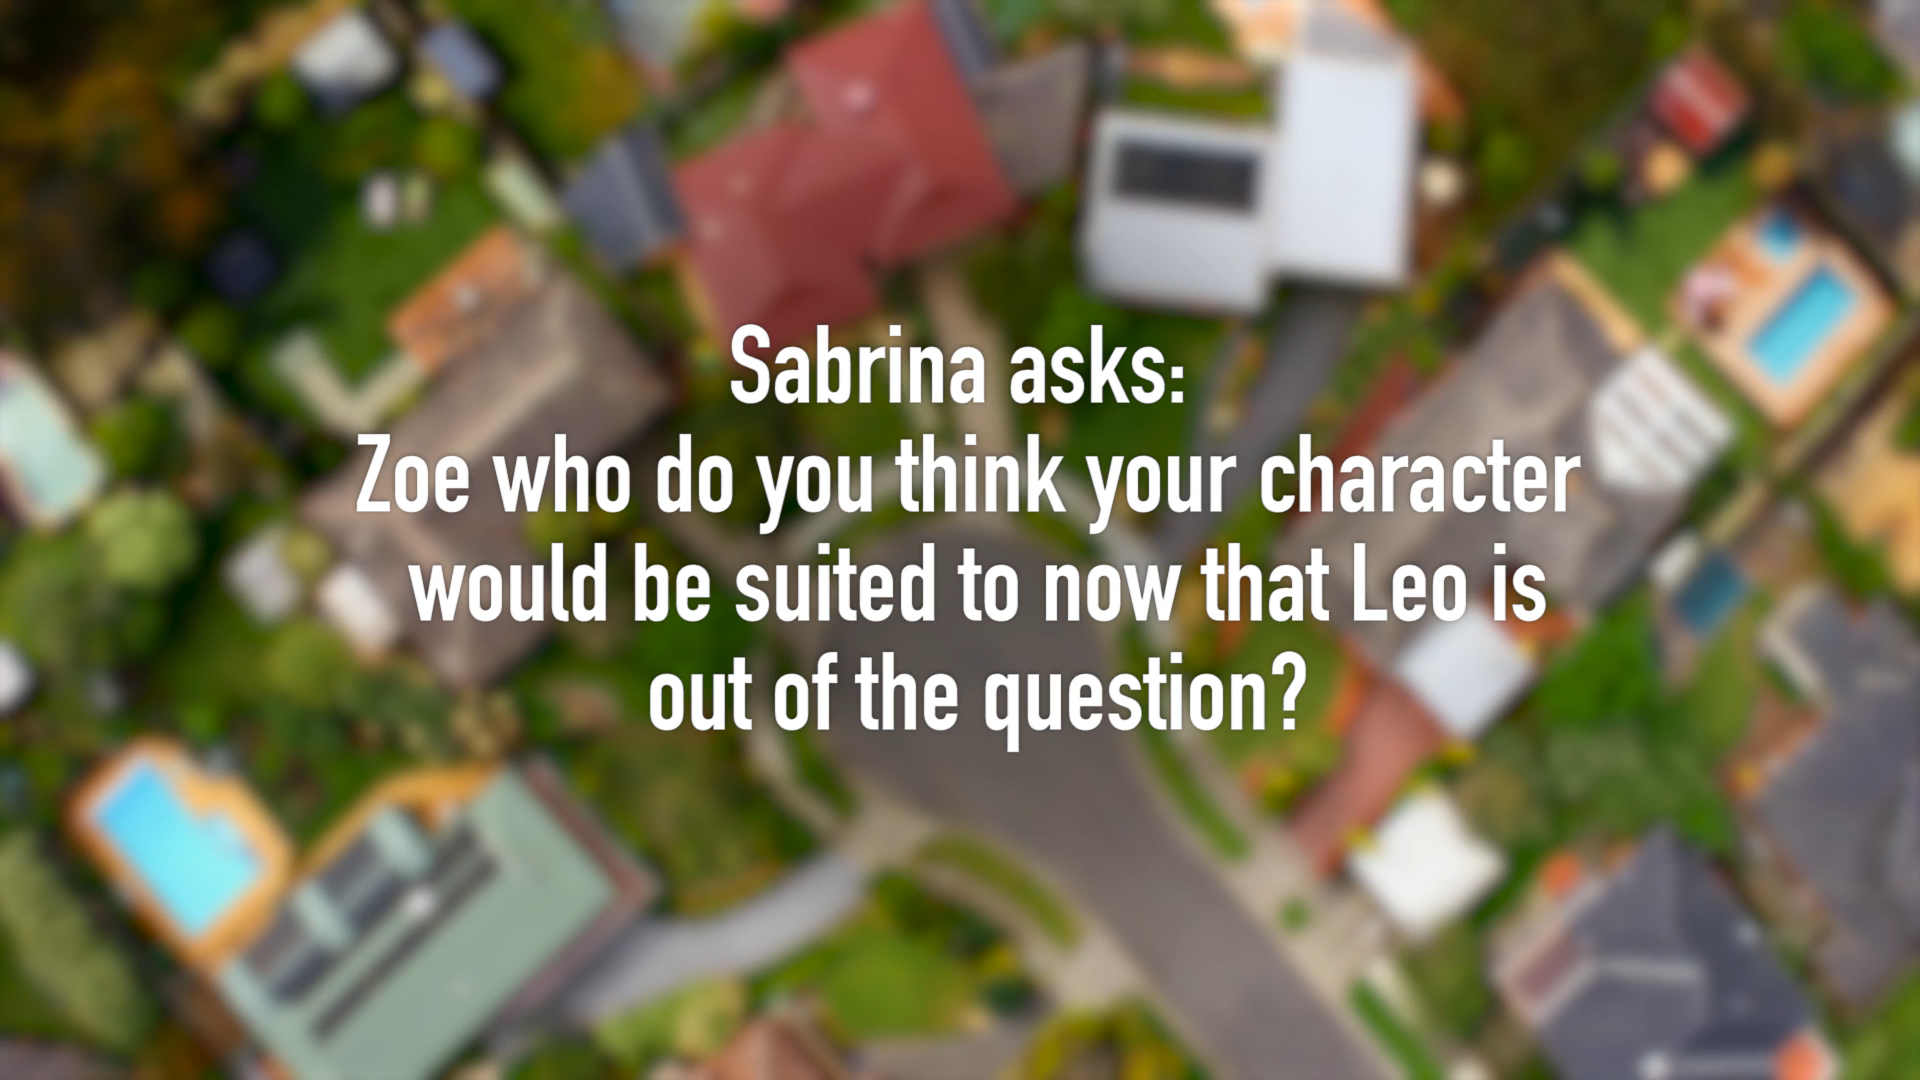 Sabrina asks:
Zoe who do you think your character
would be suited to now that Leo is
out of the question?